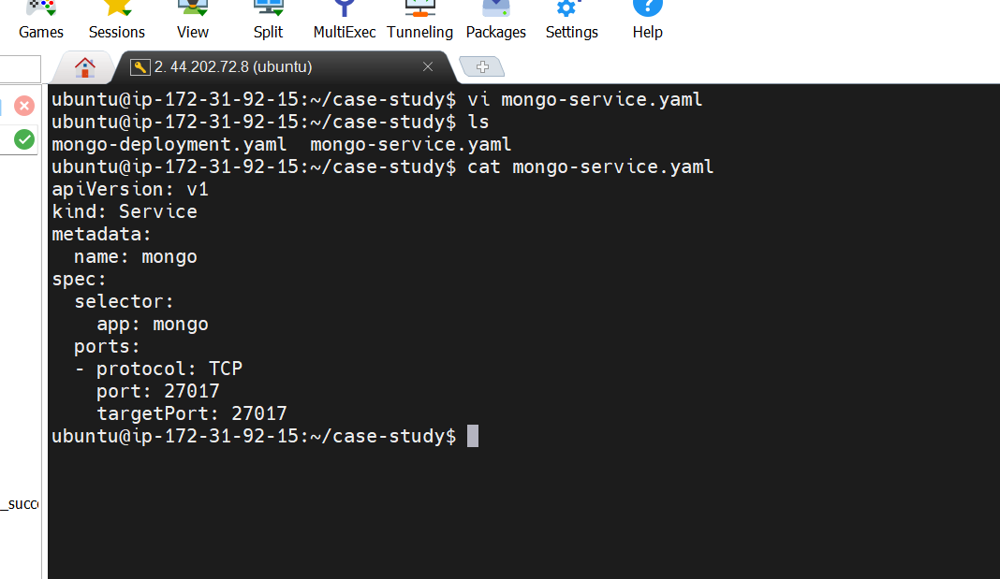 Games Sessions View Split MultiExec Tunneling Packages Settings Help
2. 44.202.72.8 (ubuntu)
ubuntu@ip-172-31-92-15:~/case-study$ vi mongo-service.yaml
ubuntu@ip-172-31-92-15:~/case-study$ ls
mongo-deployment.yaml  mongo-service.yaml
ubuntu@ip-172-31-92-15:~/case-study$ cat mongo-service.yaml
apiVersion: v1
kind: Service
metadata:
  name: mongo
spec:
  selector:
    app: mongo
  ports:
  - protocol: TCP
    port: 27017
    targetPort: 27017
ubuntu@ip-172-31-92-15:~/case-study$